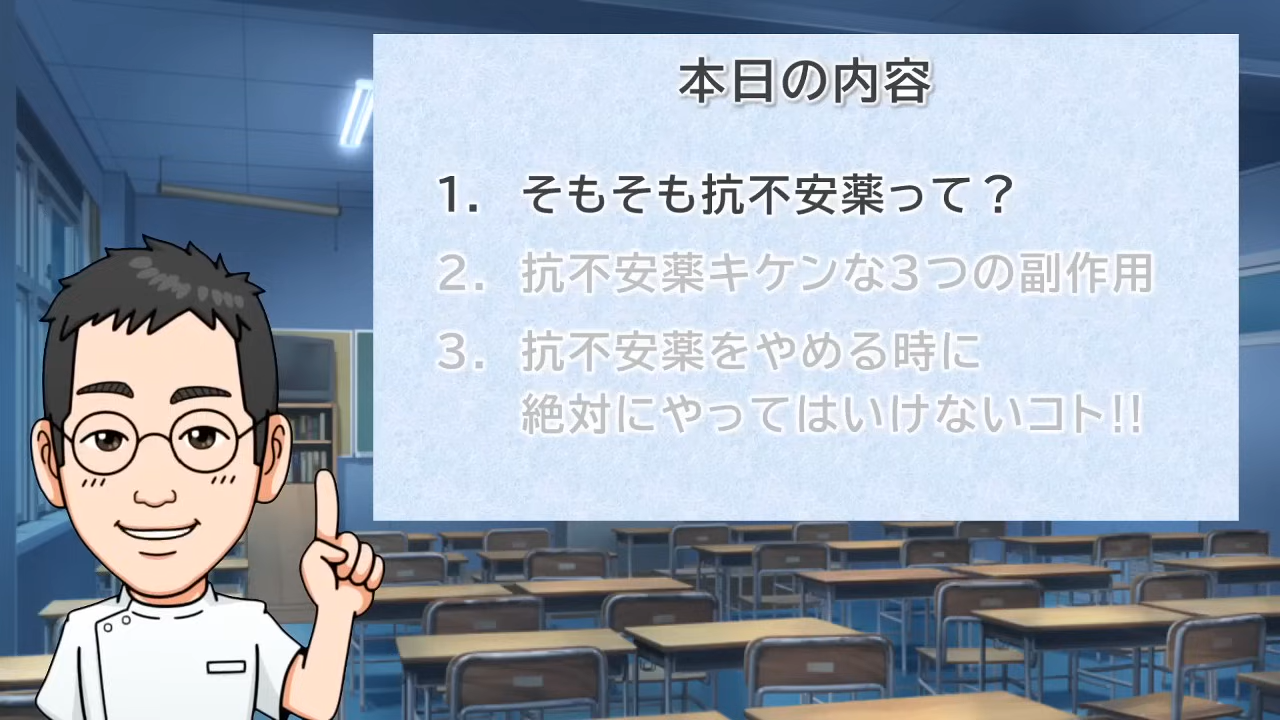 本日の内容
1. そもそも抗不安薬って？
2. 抗不安薬キケンな3つの副作用
3. 抗不安薬をやめる時に
絶対にやってはいけないコト!!